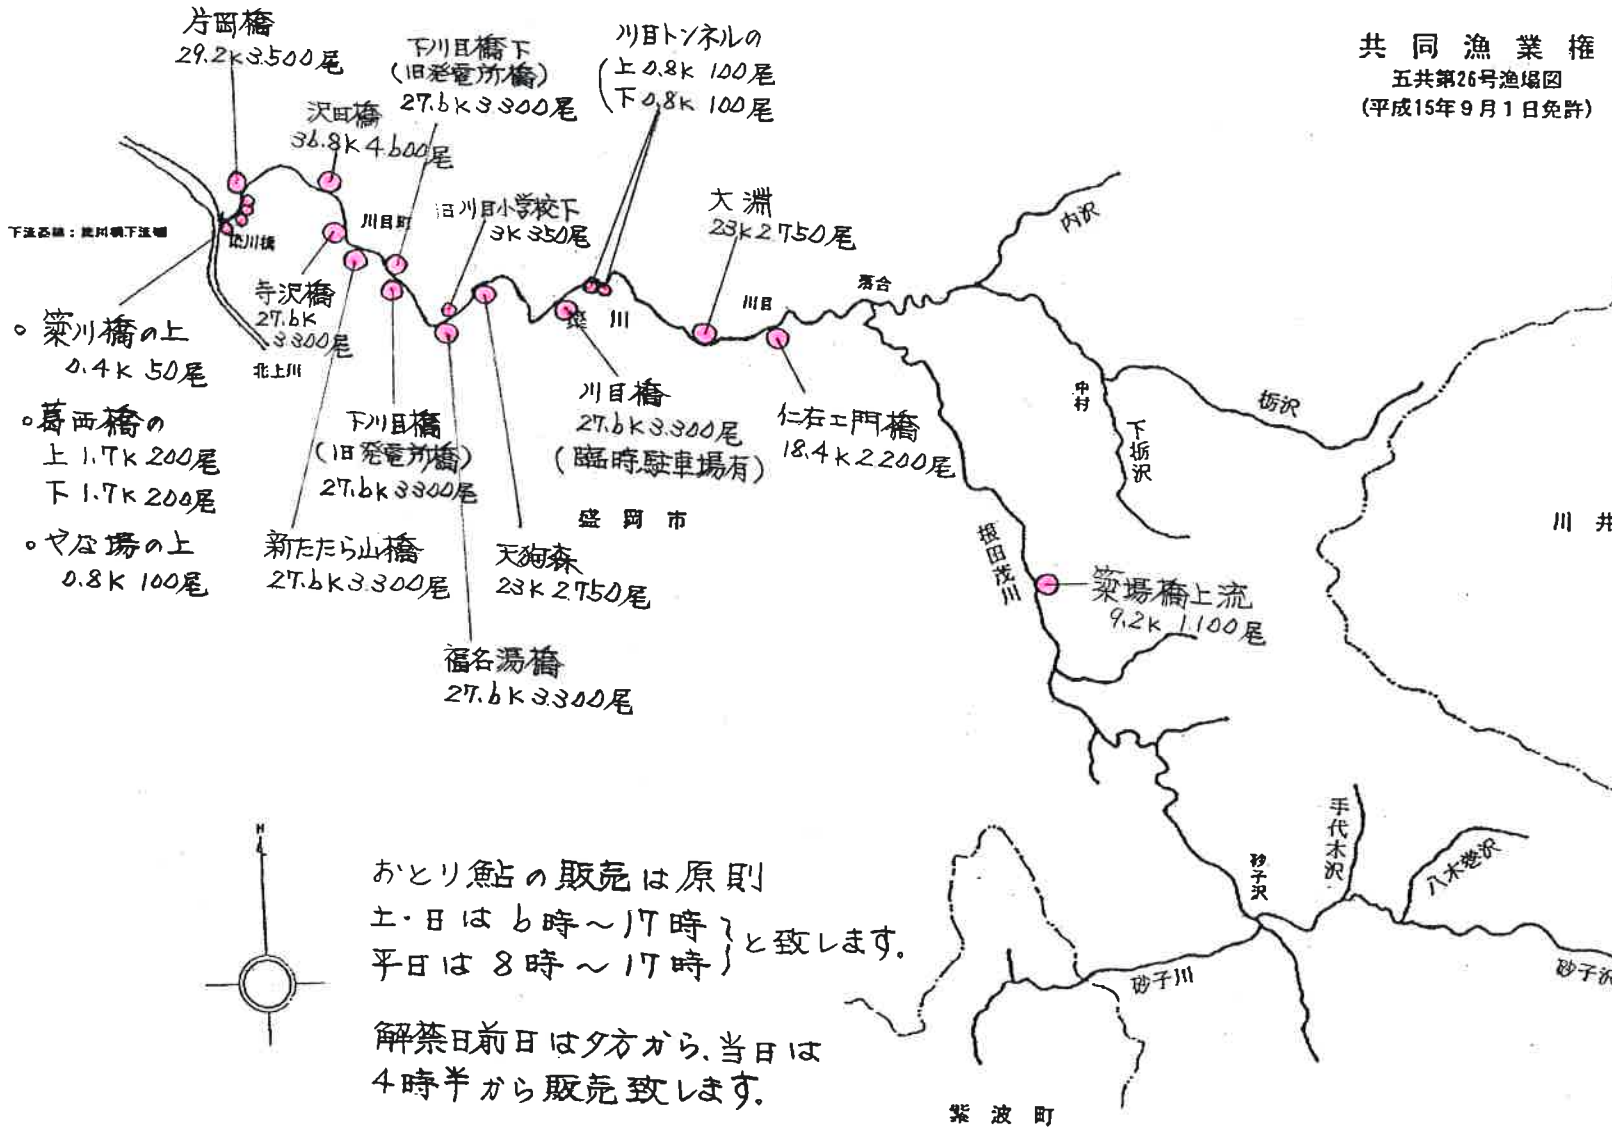 共同漁業権
五共第26号漁場図
(平成15年9月1日免許)
片岡橋
29.2K 3.500尾
下川目橋下
(旧発電所橋)
27.6K 3.300尾
川目トンネルの
上 0.8K 100尾
下 0.8K 100尾
沢田橋
36.8K 4.600尾
旧川目小学校下
3K 350尾
大淵
23K 2.750尾
内沢
川目町
簗川橋
寺沢橋
27.6K
3.300尾
北上川
落合
川目
簗川
。簗川橋の上
0.4K 50尾
。葛西橋の
上 1.7K 200尾
下 1.7K 200尾
。やな場の上
0.8K 100尾
下川目橋
(旧発電所橋)
27.6K 3.300尾
川目橋
27.6K 3.300尾
(臨時駐車場有)
仁右エ門橋
18.4K 2.200尾
中村
下栃沢
栃沢
盛岡市
川井
新たたら山橋
27.6K 3.300尾
天狗森
23K 2.750尾
福名湯橋
27.6K 3.300尾
根田茂川
簗場橋上流
9.2K 1.100尾
N
おとり鮎の販売は原則
土・日は6時～17時
平日は8時～17時
と致します。
解禁日前日は夕方から、当日は
4時半から販売致します。
砂子沢
手代木沢
八木巻沢
砂子川
砂子沢
紫波町